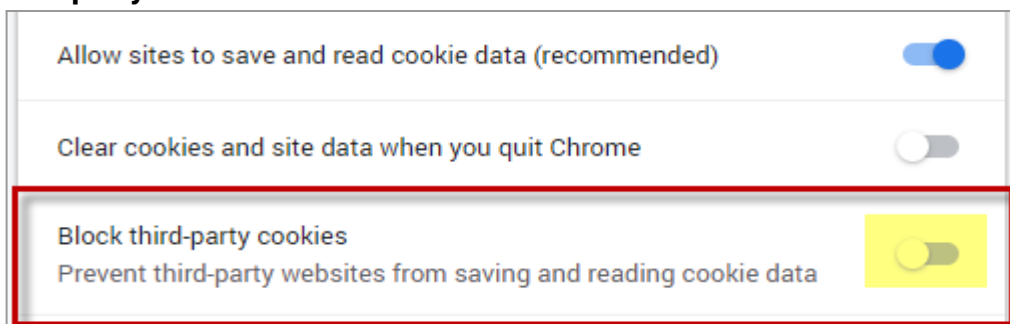 Allow sites to save and read cookie data (recommended)
Clear cookies and site data when you quit Chrome
Block third-party cookies
Prevent third-party websites from saving and reading cookie data